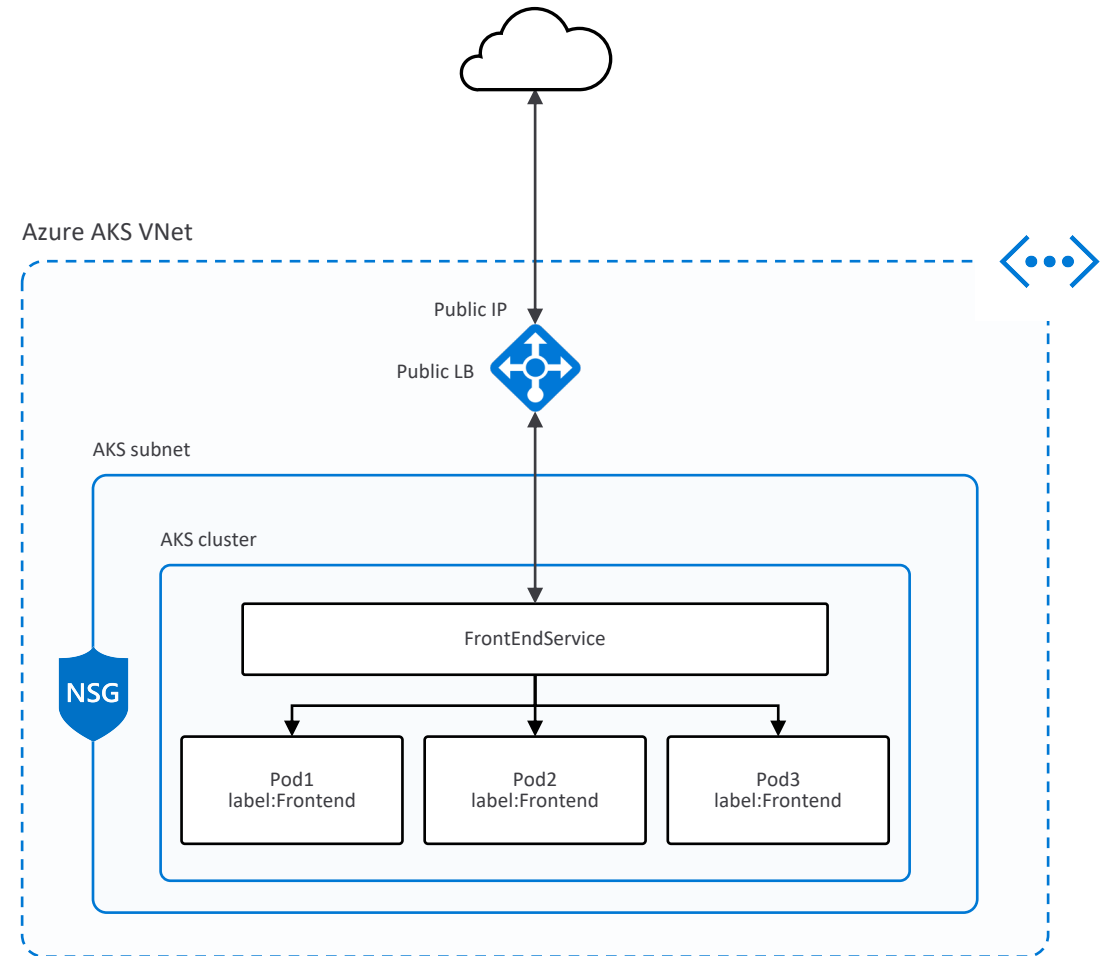 Azure AKS VNet
Public IP
Public LB
AKS subnet
AKS cluster
FrontEndService
NSG
Pod1
label:Frontend
Pod2
label:Frontend
Pod3
label:Frontend